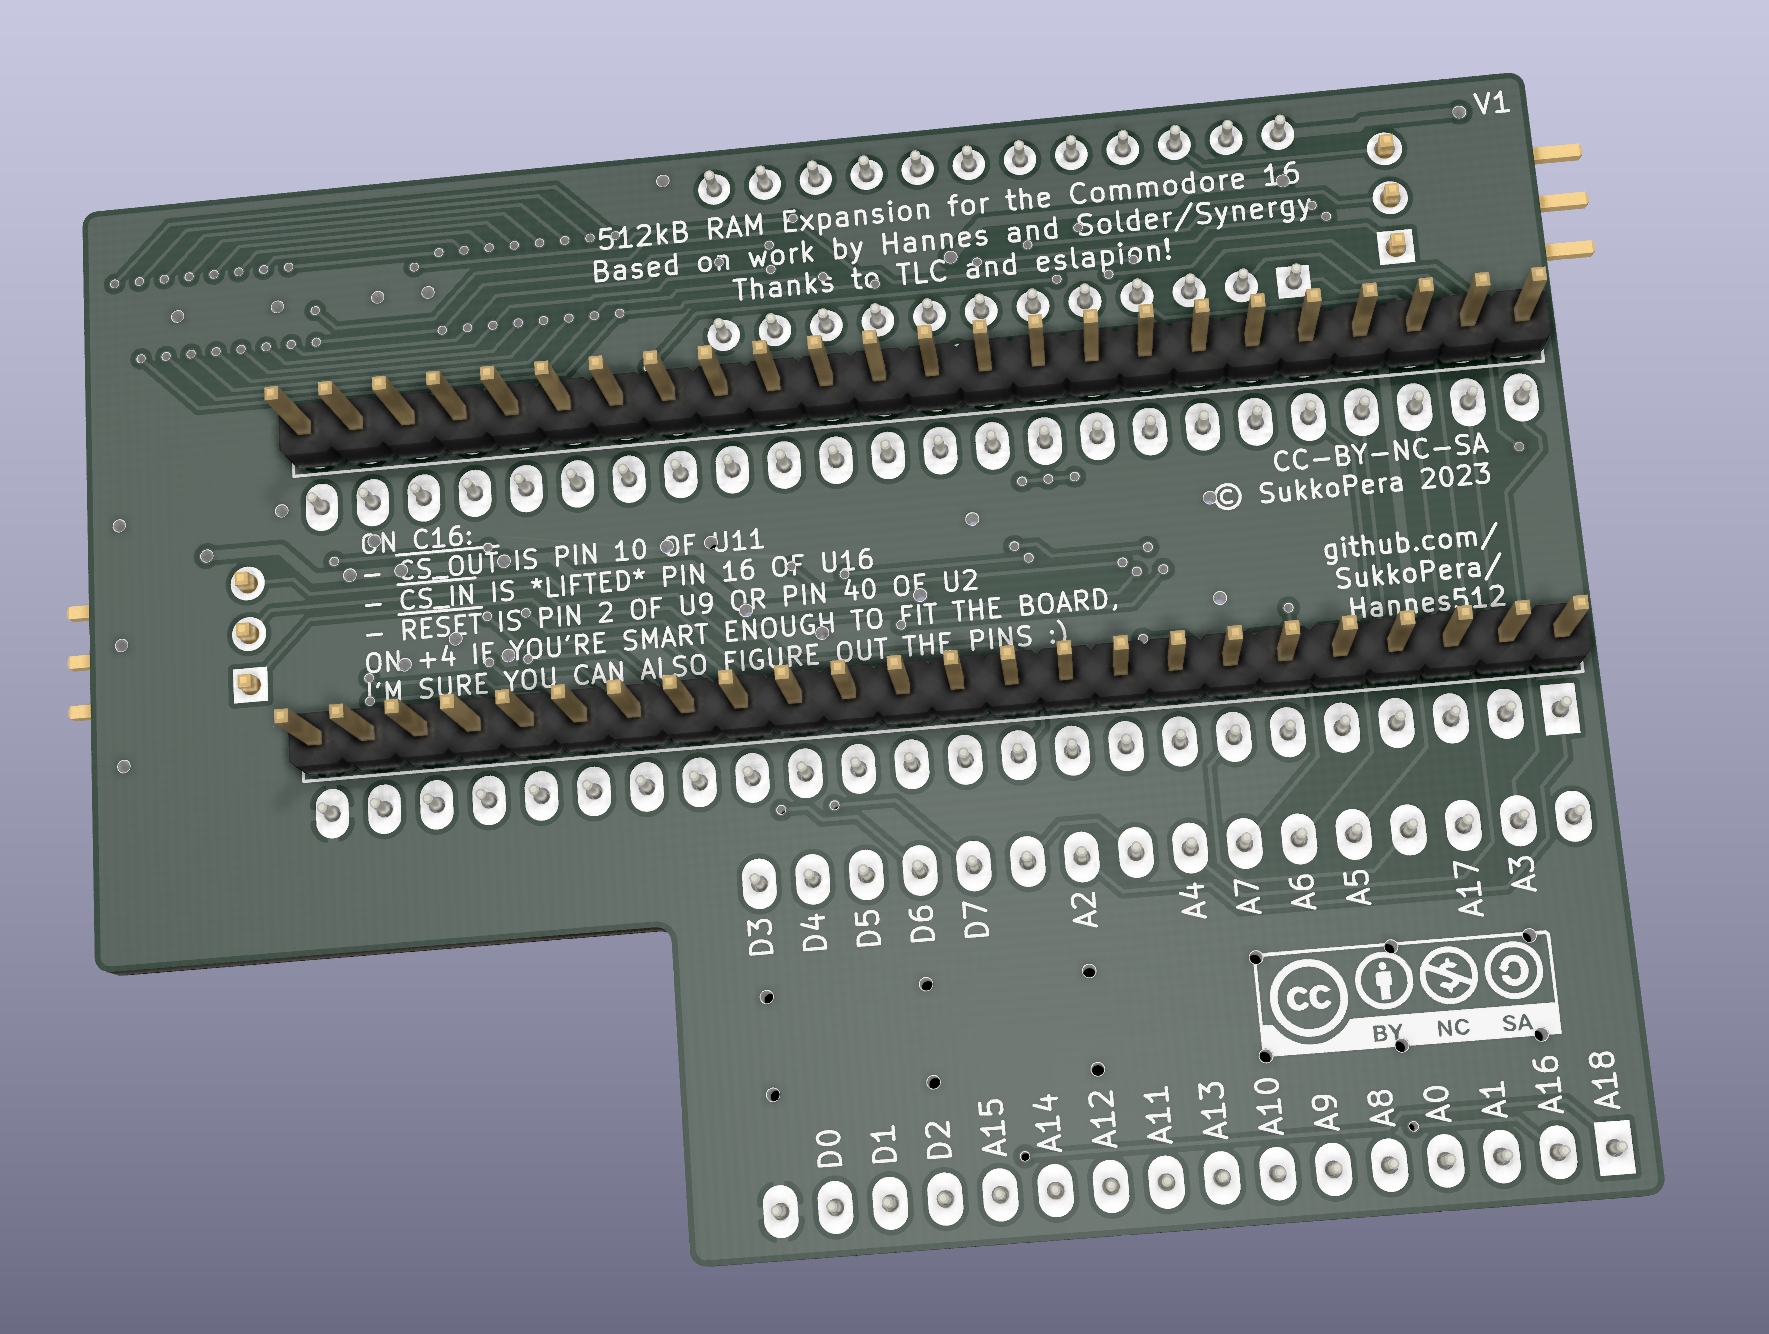 V1
512kB RAM Expansion for the Commodore 16
Based on work by Hannes and Solder/Synergy
Thanks to TLC and eslapion!
CC-BY-NC-SA
© SukkoPera 2023
github.com/
SukkoPera/
Hannes512
ON C16:
- CS_OUT IS PIN 10 OF U11
- CS_IN IS *LIFTED* PIN 16 OF U16
- RESET IS PIN 2 OF U9 OR PIN 40 OF U2
ON +4 IF YOU'RE SMART ENOUGH TO FIT THE BOARD,
I'M SURE YOU CAN ALSO FIGURE OUT THE PINS :)
D3 D4 D5 D6 D7 A2 A4 A7 A6 A5 A17 A3
cc
BY NC SA
D0 D1 D2 A15 A14 A12 A11 A13 A10 A9 A8 A0 A1 A16 A18